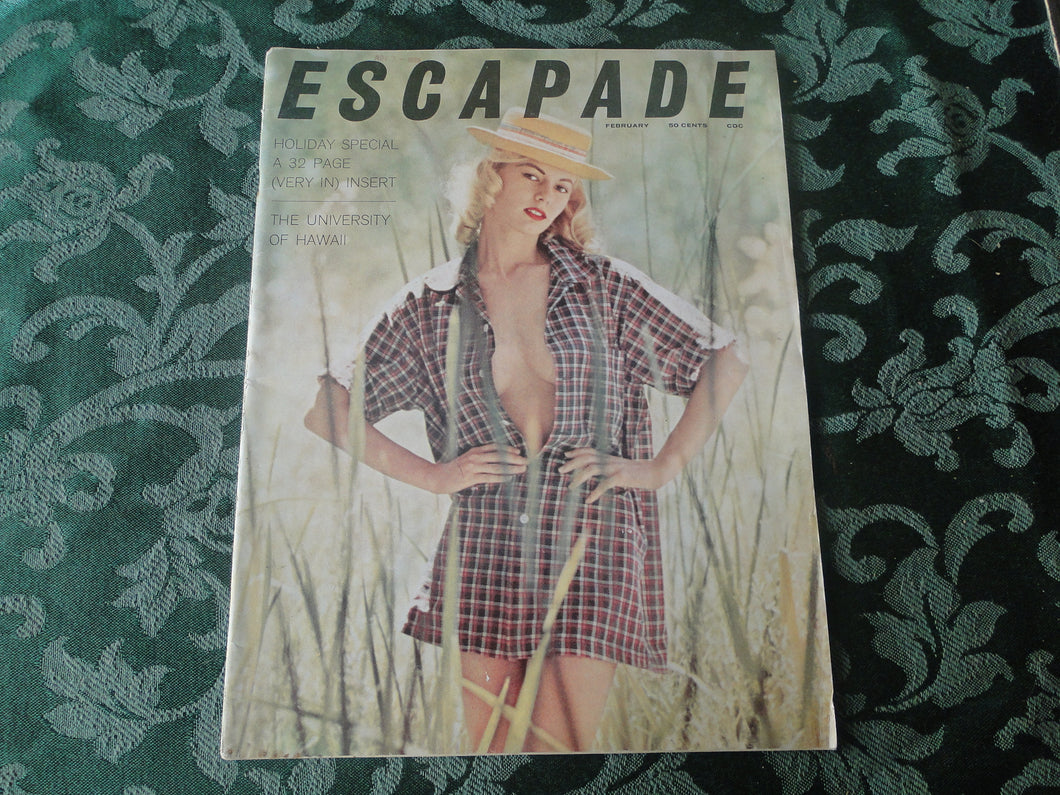 ESCAPADE
FEBRUARY 50 CENTS CDC
HOLIDAY SPECIAL
A 32 PAGE
(VERY IN) INSERT
THE UNIVERSITY
OF HAWAII